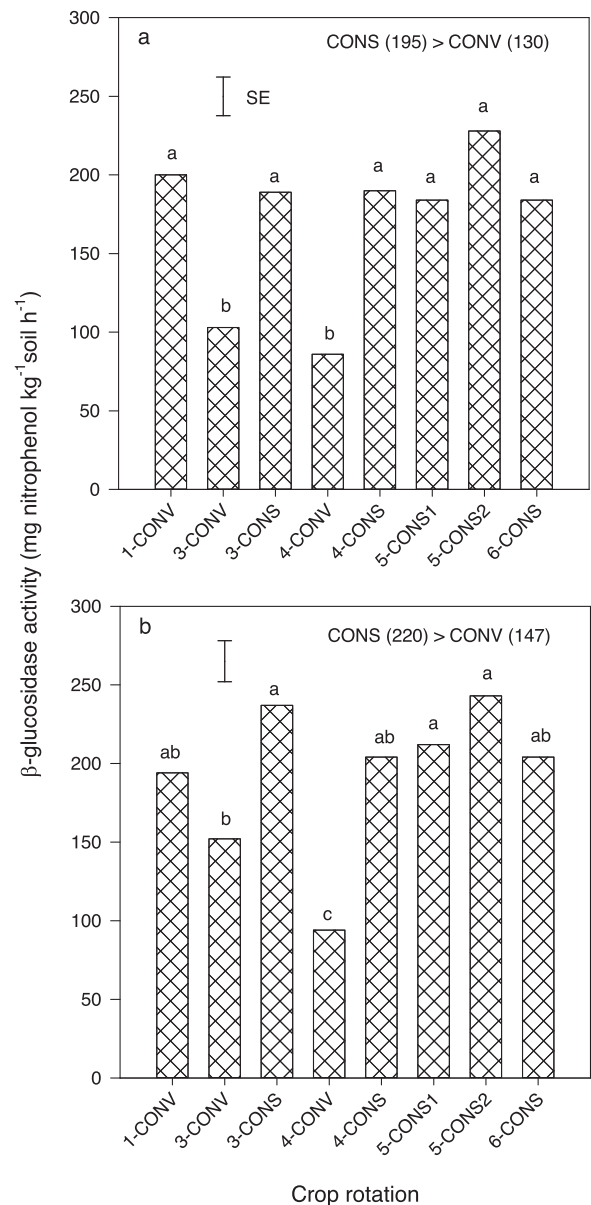 β-glucosidase activity (mg nitrophenol kg⁻¹soil h⁻¹)
300
250
200
150
100
50
0
a
CONS (195) > CONV (130)
SE
a
b
a
b
a
a
a
a
1-CONV
3-CONV
3-CONS
4-CONV
4-CONS
5-CONS1
5-CONS2
6-CONS
300
250
200
150
100
50
0
b
CONS (220) > CONV (147)
ab
b
a
c
ab
a
a
ab
1-CONV
3-CONV
3-CONS
4-CONV
4-CONS
5-CONS1
5-CONS2
6-CONS
Crop rotation